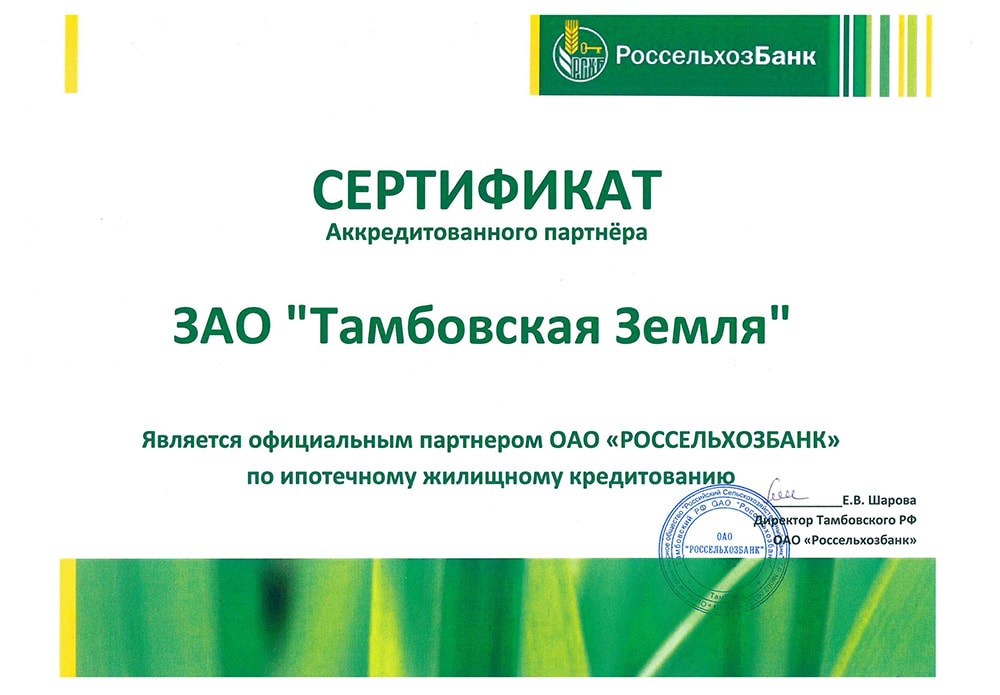 РСХБ
РоссельхозБанк
СЕРТИФИКАТ
Аккредитованного партнёра
ЗАО "Тамбовская Земля"
Является официальным партнером ОАО «РОССЕЛЬХОЗБАНК»
по ипотечному жилищному кредитованию
Е.В. Шарова
Директор Тамбовского РФ
ОАО «Россельхозбанк»
ОАО
"РОССЕЛЬХОЗБАНК"